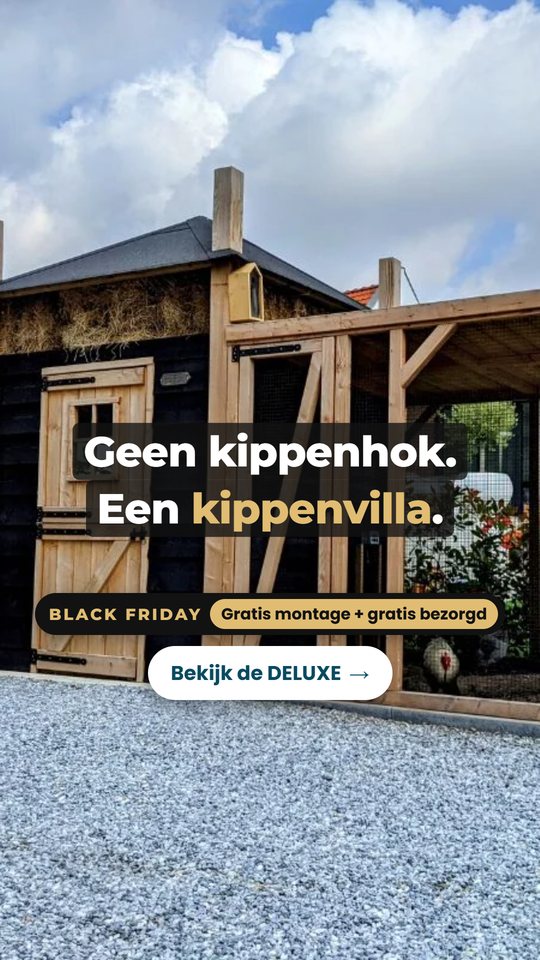 Geen kippenhok.
Een kippenvilla.
BLACK FRIDAY Gratis montage + gratis bezorgd
Bekijk de DELUXE →